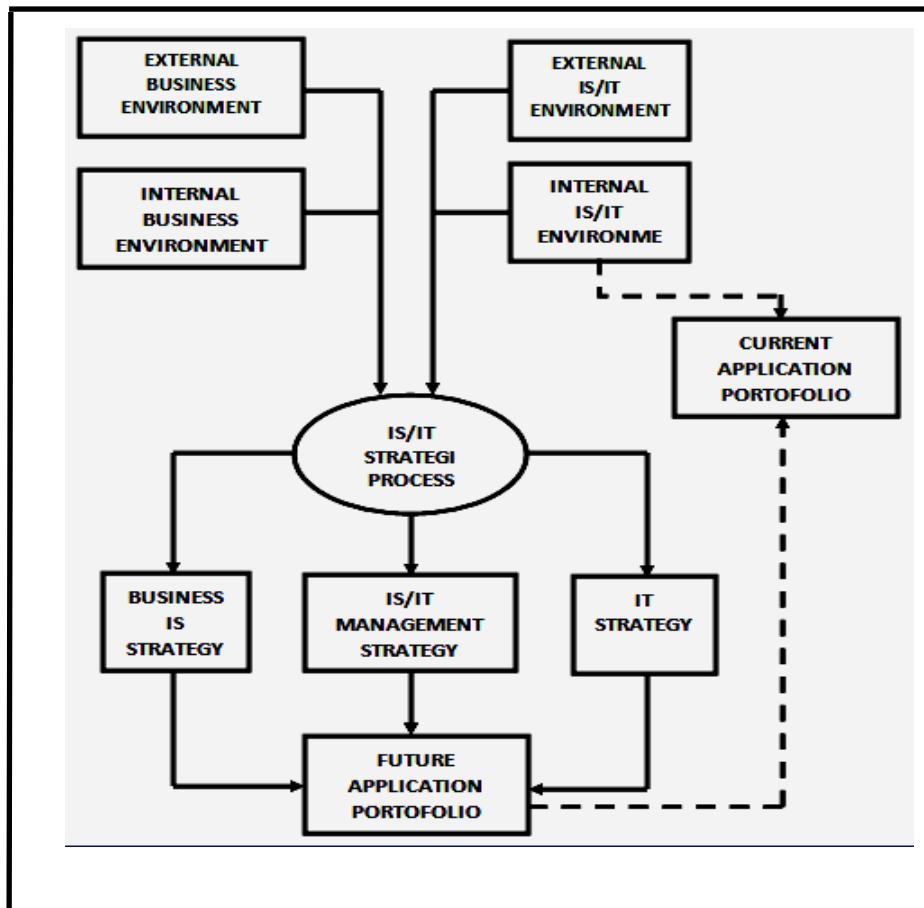 EXTERNAL
BUSINESS
ENVIRONMENT
EXTERNAL
IS/IT
ENVIRONMENT
INTERNAL
BUSINESS
ENVIRONMENT
INTERNAL
IS/IT
ENVIRONME
CURRENT
APPLICATION
PORTOFOLIO
IS/IT
STRATEGI
PROCESS
BUSINESS
IS
STRATEGY
IS/IT
MANAGEMENT
STRATEGY
IT
STRATEGY
FUTURE
APPLICATION
PORTOFOLIO